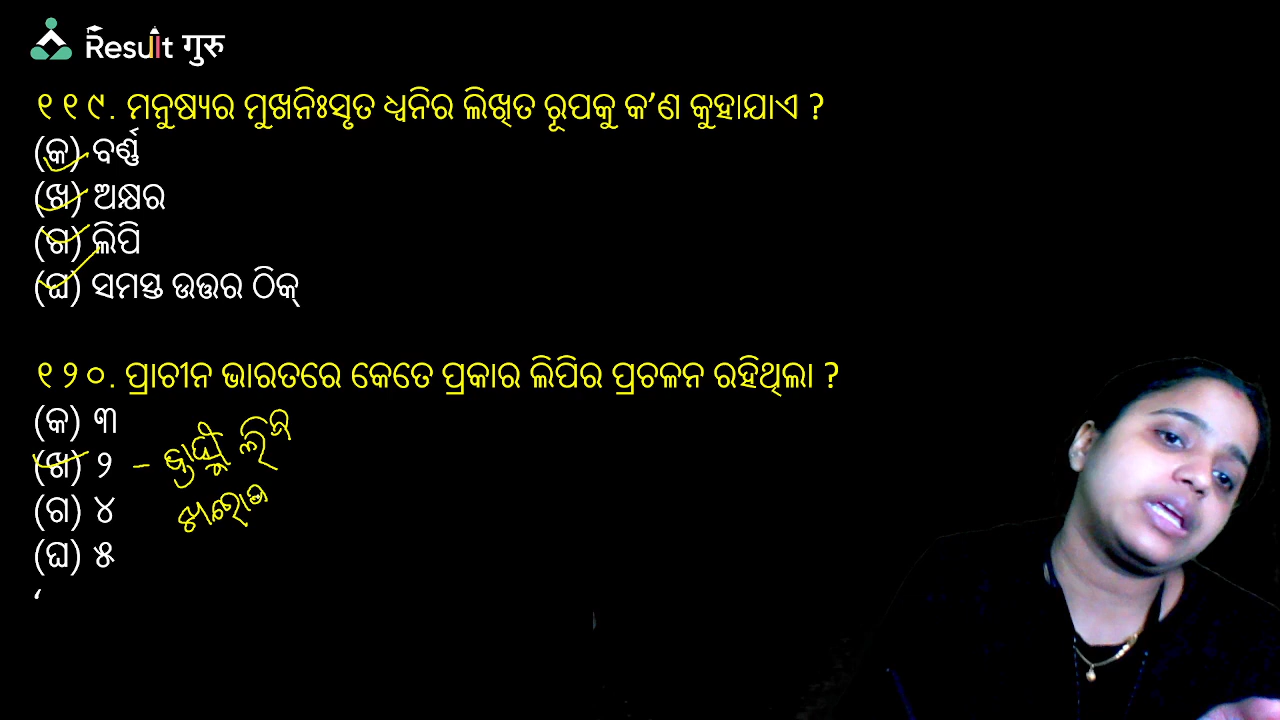 Result गुरु
୧୧୯. ମନୁଷ୍ୟର ମୁଖନିଃସୃତ ଧ୍ୱନିର ଲିଖିତ ରୂପକୁ କ’ଣ କୁହାଯାଏ ?
(କ) ବର୍ଣ୍ଣ
(ଖ) ଅକ୍ଷର
(ଗ) ଲିପି
(ଘ) ସମସ୍ତ ଉତ୍ତର ଠିକ୍
୧୨୦. ପ୍ରାଚୀନ ଭାରତରେ କେତେ ପ୍ରକାର ଲିପିର ପ୍ରଚଳନ ରହିଥିଲା ?
(କ) ୩
(ଖ) ୨ – ବ୍ରାହ୍ମୀ ଲିପି
(ଗ) ୪
(ଘ) ୫
‘